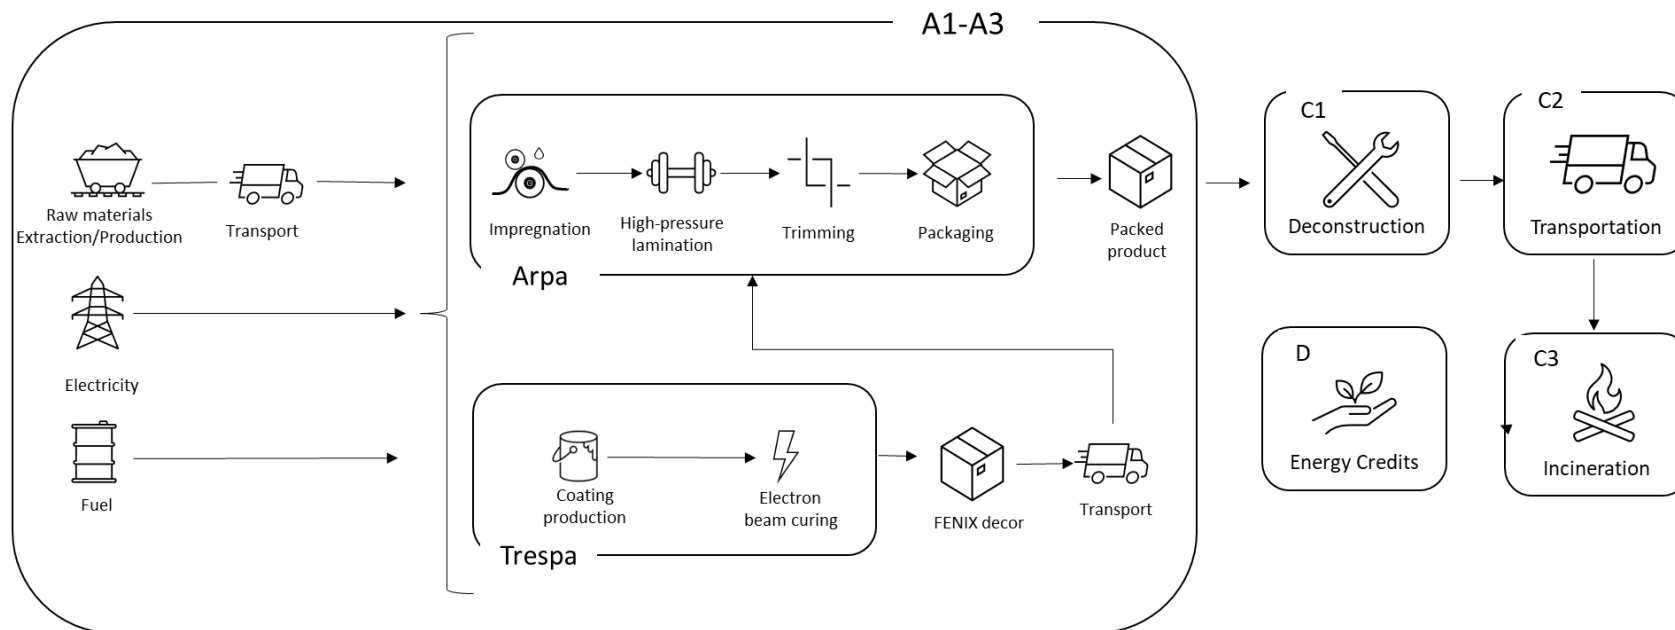 A1-A3
Raw materials
Extraction/Production
Transport
Electricity
Fuel
Impregnation
High-pressure
lamination
Trimming
Packaging
Arpa
Packed
product
Coating
production
Electron
beam curing
Trespa
FENIX decor
Transport
C1
Deconstruction
C2
Transportation
D
Energy Credits
C3
Incineration